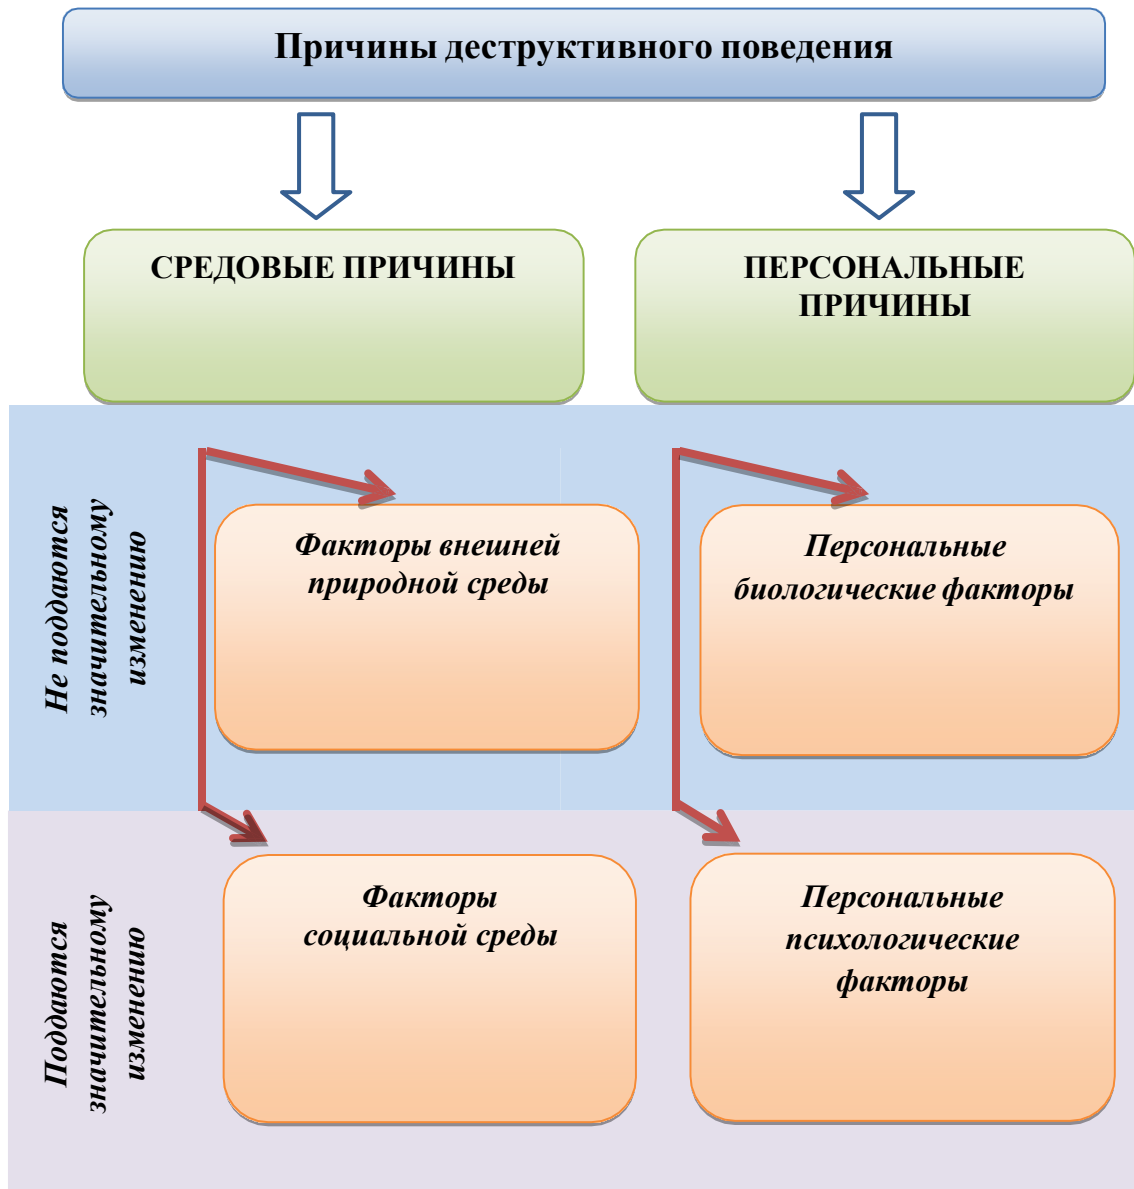 Причины деструктивного поведения
СРЕДОВЫЕ ПРИЧИНЫ
ПЕРСОНАЛЬНЫЕ
ПРИЧИНЫ
Не поддаются
значительному
изменению
Факторы внешней
природной среды
Персональные
биологические факторы
Поддаются
значительному
изменению
Факторы
социальной среды
Персональные
психологические
факторы